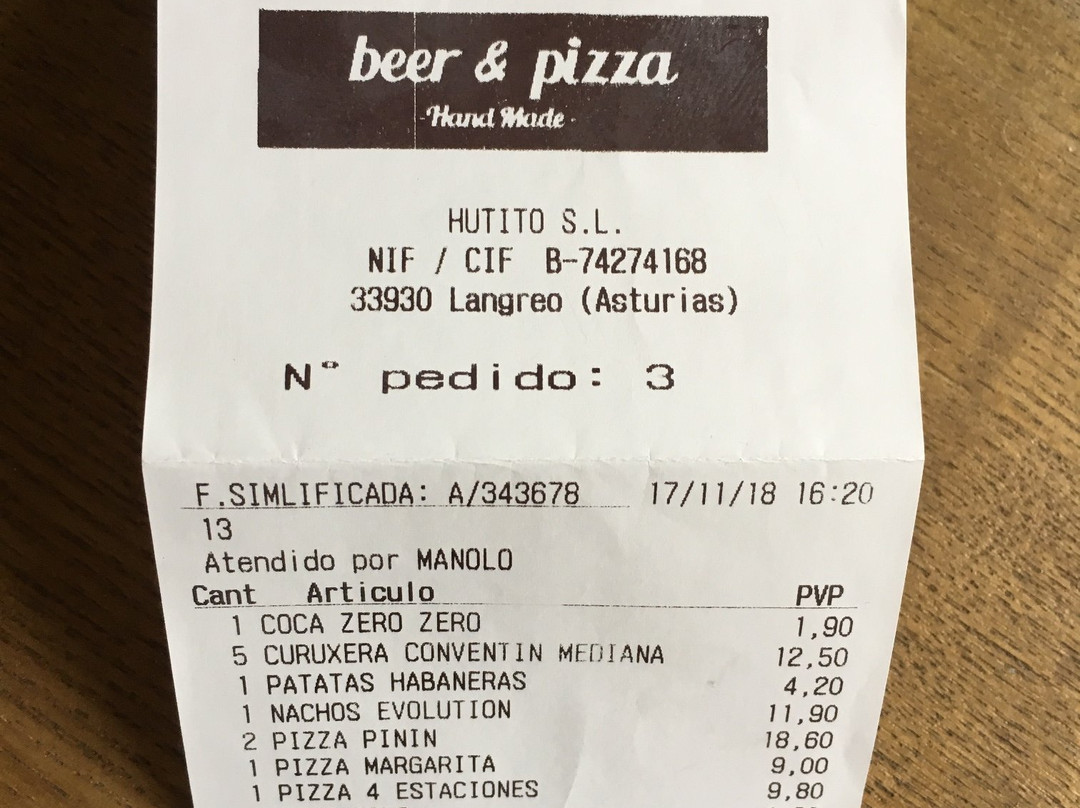 beer & pizza
- Hand Made -
HUTITO S.L.
NIF / CIF B-74274168
33930 Langreo (Asturias)
Nº pedido: 3
F.SIMLIFICADA: A/343678 17/11/18 16:20
13
Atendido por MANOLO
Cant Articulo PVP
1 COCA ZERO ZERO 1,90
5 CURUXERA CONVENTIN MEDIANA 12,50
1 PATATAS HABANERAS 4,20
1 NACHOS EVOLUTION 11,90
2 PIZZA PININ 18,60
1 PIZZA MARGARITA 9,00
1 PIZZA 4 ESTACIONES 9,80